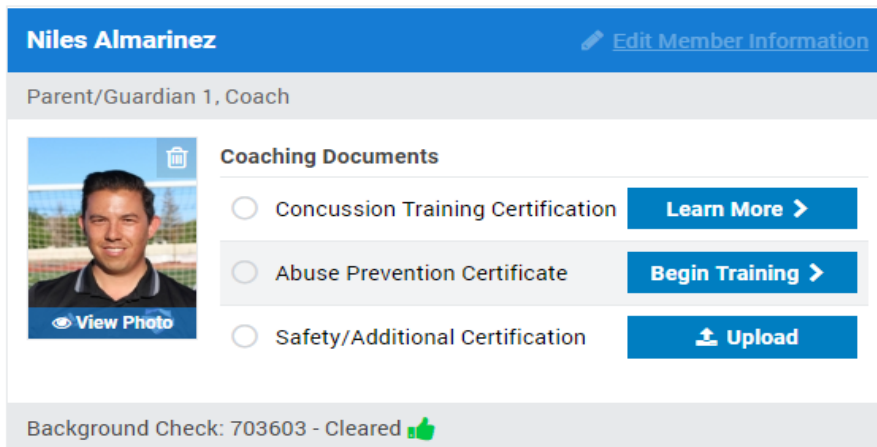 Niles Almarinez
Edit Member Information
Parent/Guardian 1, Coach
Coaching Documents
Concussion Training Certification
Learn More
Abuse Prevention Certificate
Begin Training
View Photo
Safety/Additional Certification
Upload
Background Check: 703603 - Cleared